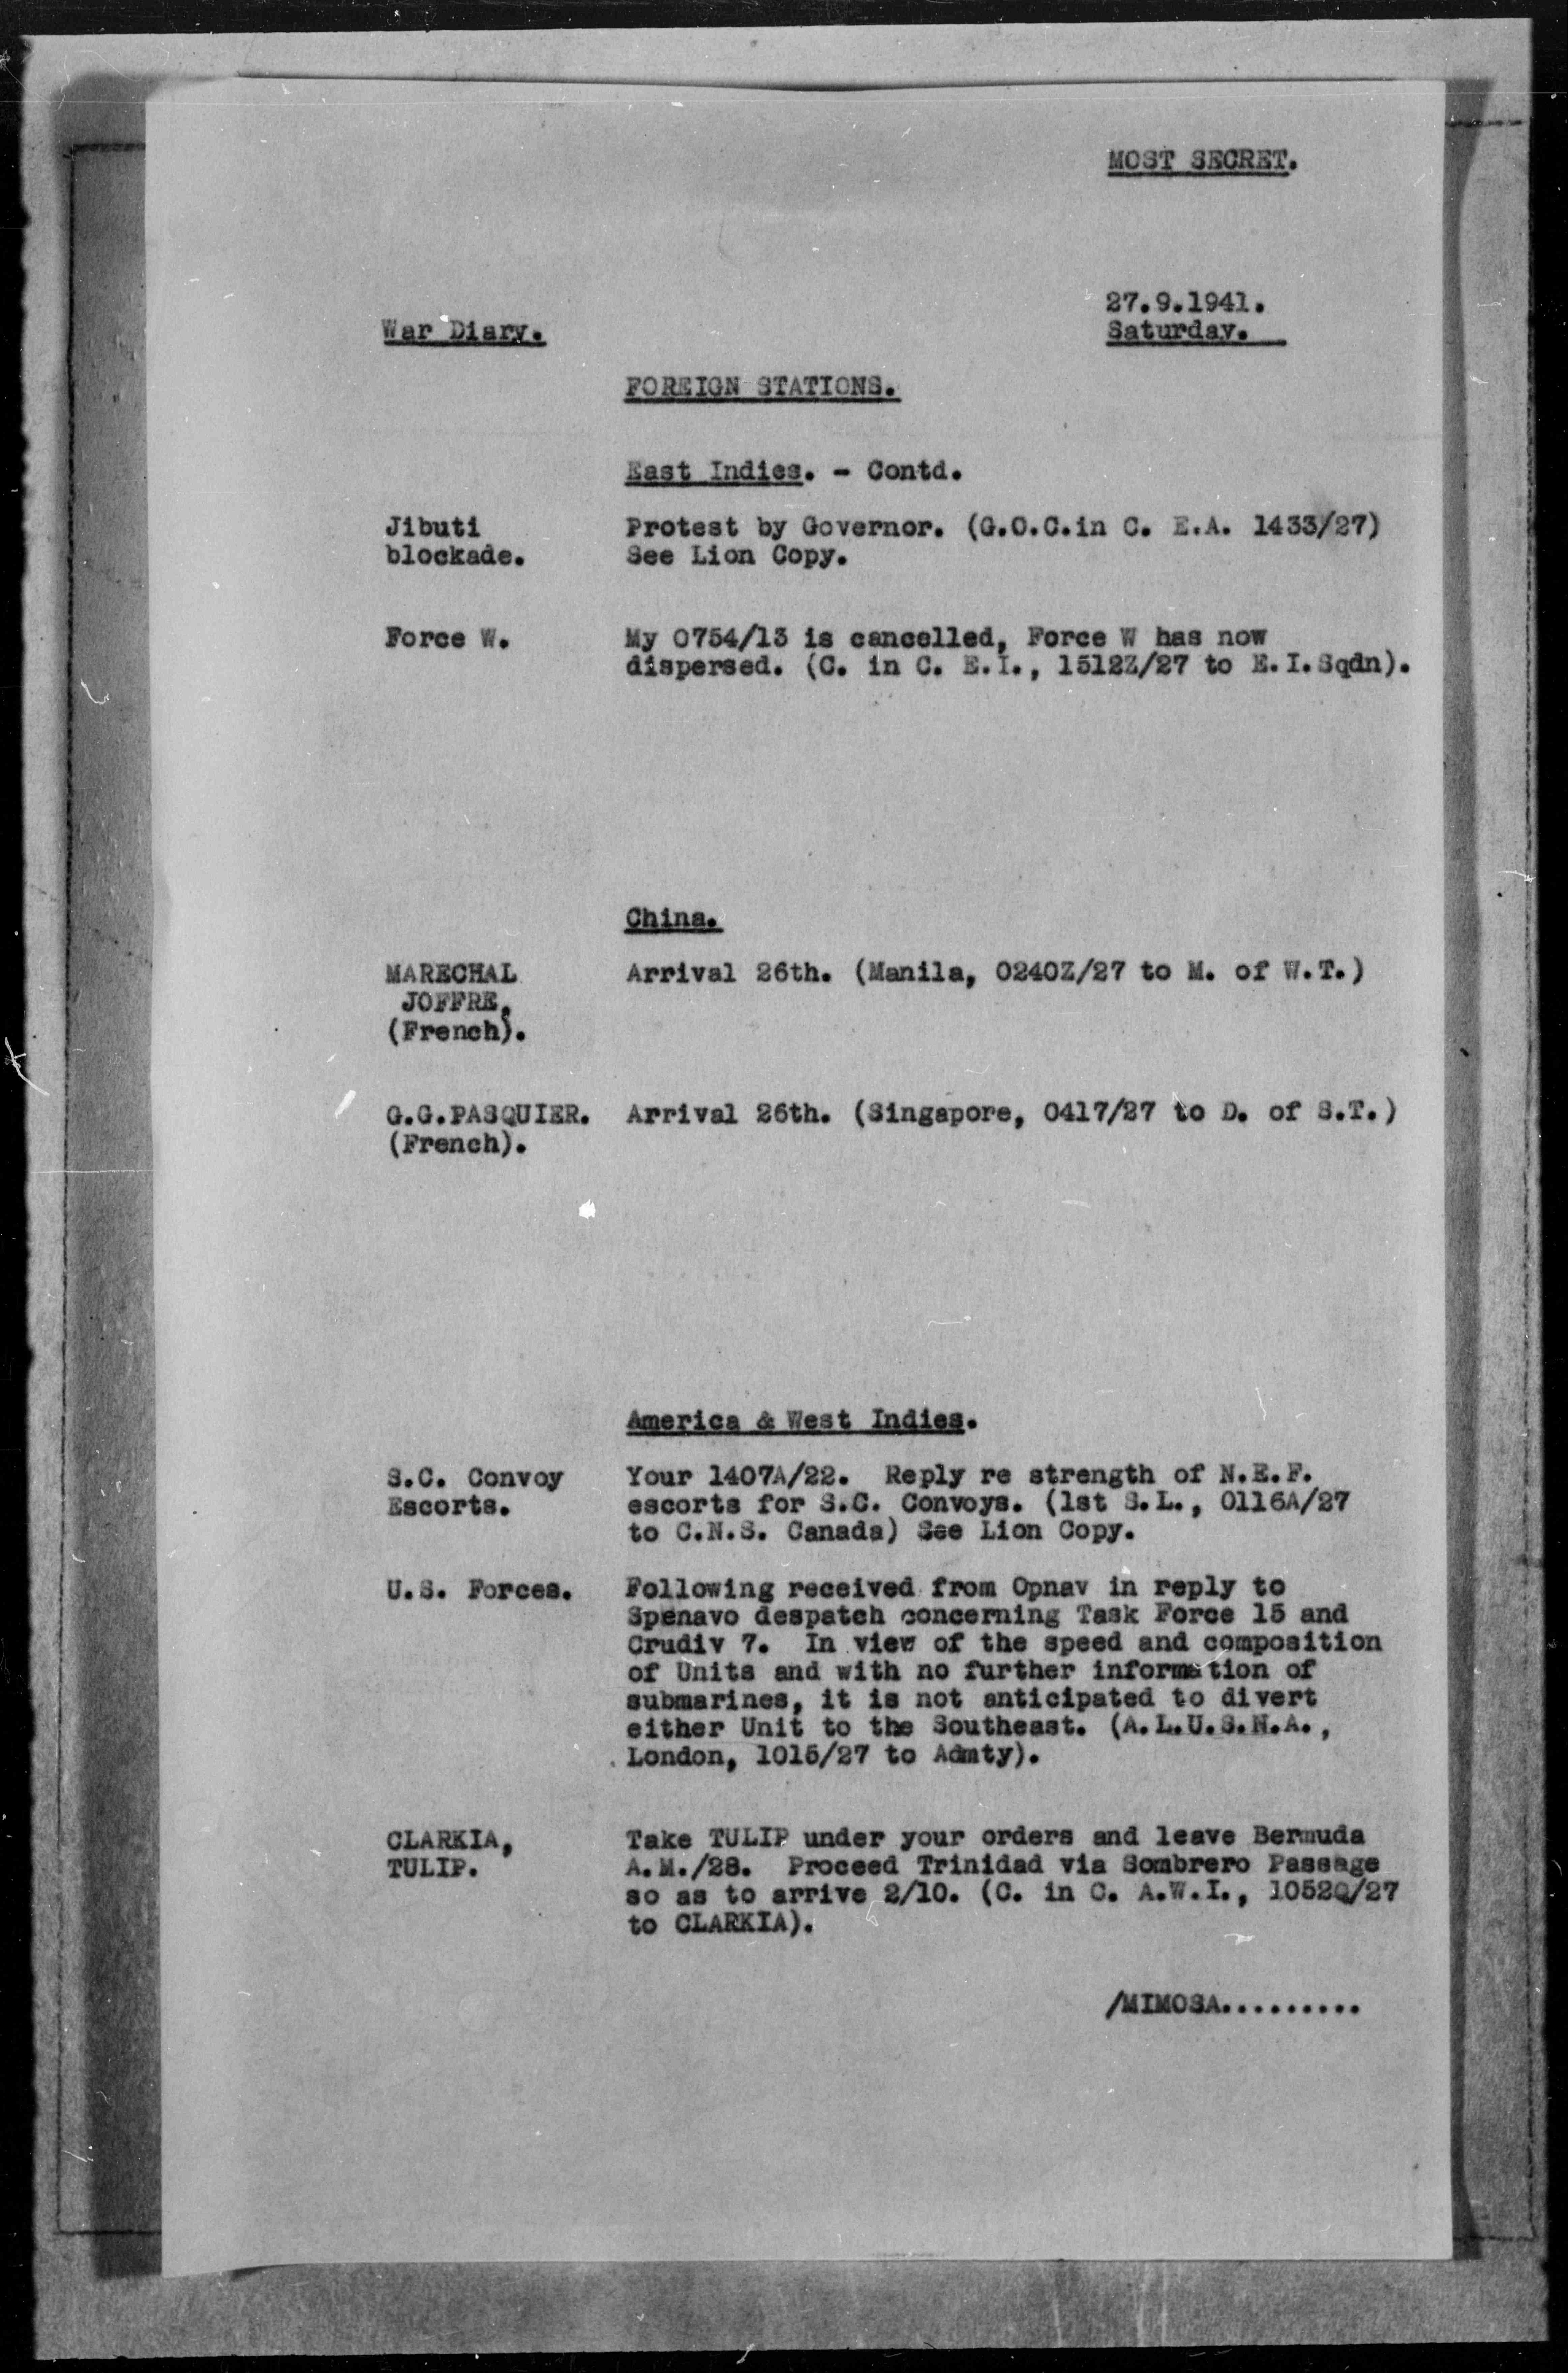 MOST SECRET.
27.9.1941.
War Diary. Saturday.
FOREIGN STATIONS.
East Indies. - Contd.
Jibuti Protest by Governor. (G.O.C.in C. E.A. 1433/27)
blockade. See Lion Copy.
Force W. My 0754/13 is cancelled, Force W has now
dispersed. (C. in C. E.I., 1512Z/27 to E.I.Sqdn).
China.
MARECHAL Arrival 26th. (Manila, 0240Z/27 to M. of W.T.)
JOFFRE,
(French).
G.G.PASQUIER. Arrival 26th. (Singapore, 0417/27 to D. of S.T.)
(French).
America & West Indies.
S.C. Convoy Your 1407A/22. Reply re strength of N.E.F.
Escorts. escorts for S.C. Convoys. (1st S.L., 0116A/27
to C.N.S. Canada) See Lion Copy.
U.S. Forces. Following received from Opnav in reply to
Spenavo despatch concerning Task Force 15 and
Crudiv 7. In view of the speed and composition
of Units and with no further information of
submarines, it is not anticipated to divert
either Unit to the Southeast. (A.L.U.S.N.A.,
London, 1015/27 to Admty).
CLARKIA, Take TULIP under your orders and leave Bermuda
TULIP. A.M./28. Proceed Trinidad via Sombrero Passage
so as to arrive 2/10. (C. in C. A.W.I., 1052Q/27
to CLARKIA).
/MIMOSA..........